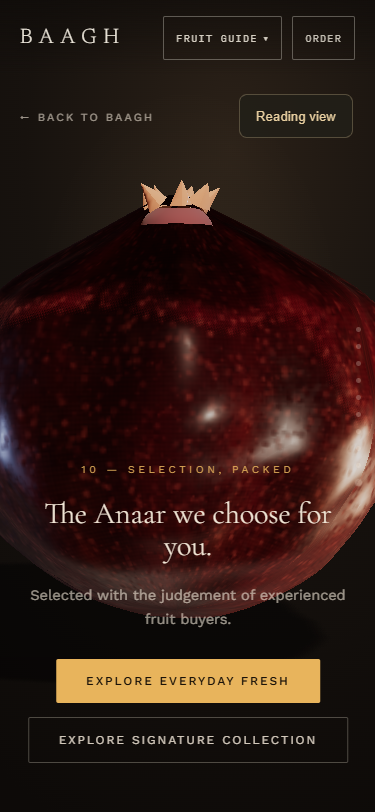 BAAGH
FRUIT GUIDE ▾
ORDER
← BACK TO BAAGH
Reading view
10 — SELECTION, PACKED
The Anaar we choose for
you.
Selected with the judgement of experienced
fruit buyers.
EXPLORE EVERYDAY FRESH
EXPLORE SIGNATURE COLLECTION